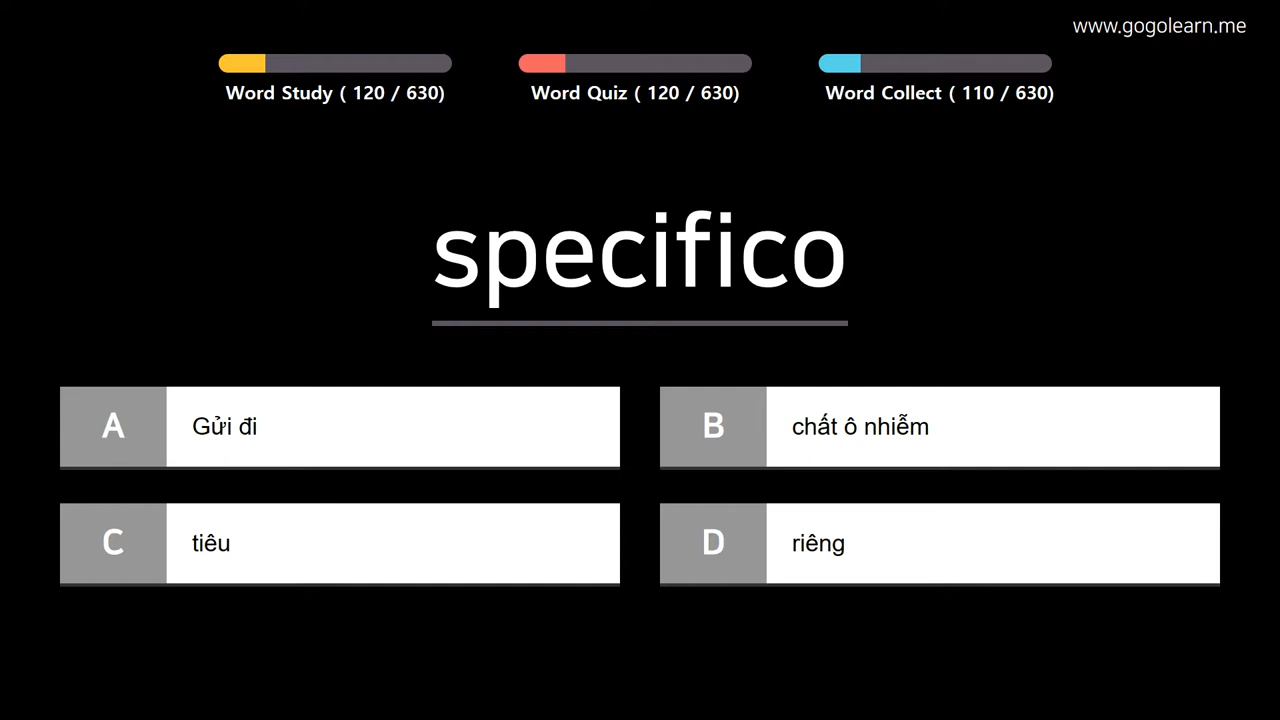 www.gogolearn.me
Word Study ( 120 / 630)
Word Quiz ( 120 / 630)
Word Collect ( 110 / 630)
specifico
A Gửi đi
B chất ô nhiễm
C tiêu
D riêng